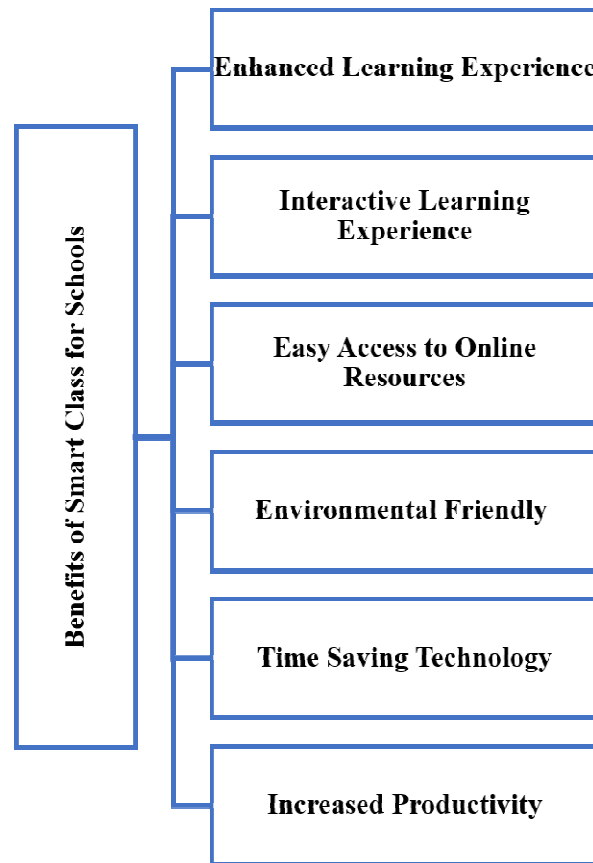 Benefits of Smart Class for Schools
Enhanced Learning Experience
Interactive Learning
Experience
Easy Access to Online
Resources
Environmental Friendly
Time Saving Technology
Increased Productivity